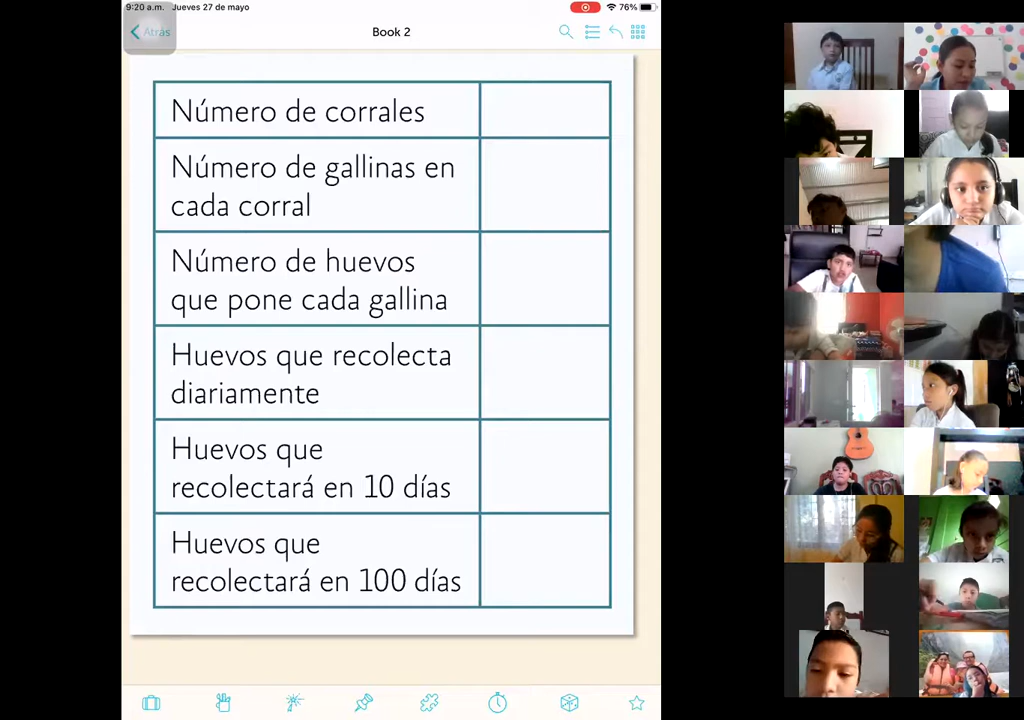 9:20 a.m. Jueves 27 de mayo
76%
Atrás
Book 2
Número de corrales
Número de gallinas en
cada corral
Número de huevos
que pone cada gallina
Huevos que recolecta
diariamente
Huevos que
recolectará en 10 días
Huevos que
recolectará en 100 días